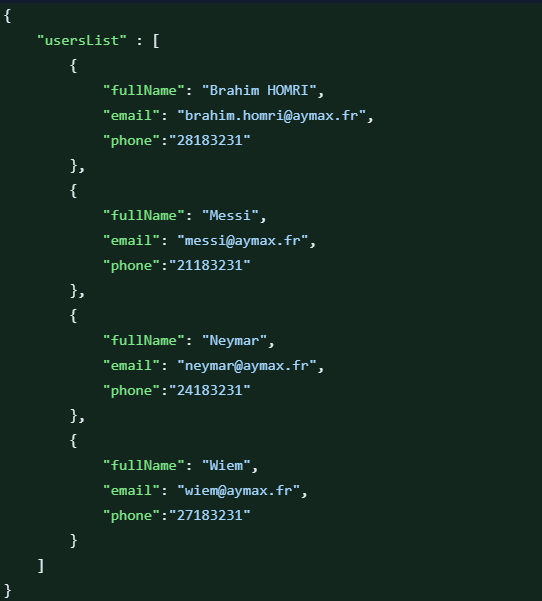 {
    "usersList" : [
        {
            "fullName": "Brahim HOMRI",
            "email": "brahim.homri@aymax.fr",
            "phone":"28183231"
        },
        {
            "fullName": "Messi",
            "email": "messi@aymax.fr",
            "phone":"21183231"
        },
        {
            "fullName": "Neymar",
            "email": "neymar@aymax.fr",
            "phone":"24183231"
        },
        {
            "fullName": "Wiem",
            "email": "wiem@aymax.fr",
            "phone":"27183231"
        }
    ]
}